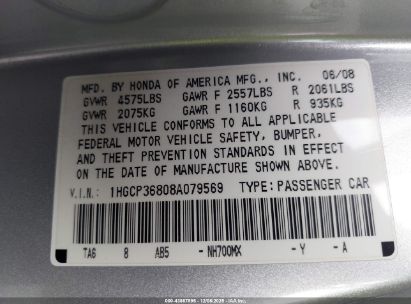 MFD. BY HONDA OF AMERICA MFG., INC. 06/08
GVWR 4575LBS GAWR F 2557LBS R 2061LBS
GVWR 2075KG GAWR F 1160KG R 935KG
THIS VEHICLE CONFORMS TO ALL APPLICABLE
FEDERAL MOTOR VEHICLE SAFETY, BUMPER,
AND THEFT PREVENTION STANDARDS IN EFFECT
ON THE DATE OF MANUFACTURE SHOWN ABOVE.
V.I.N.: 1HGCP36808A079569 TYPE: PASSENGER CAR
TA6 8 AB5 -NH700MX -Y -A